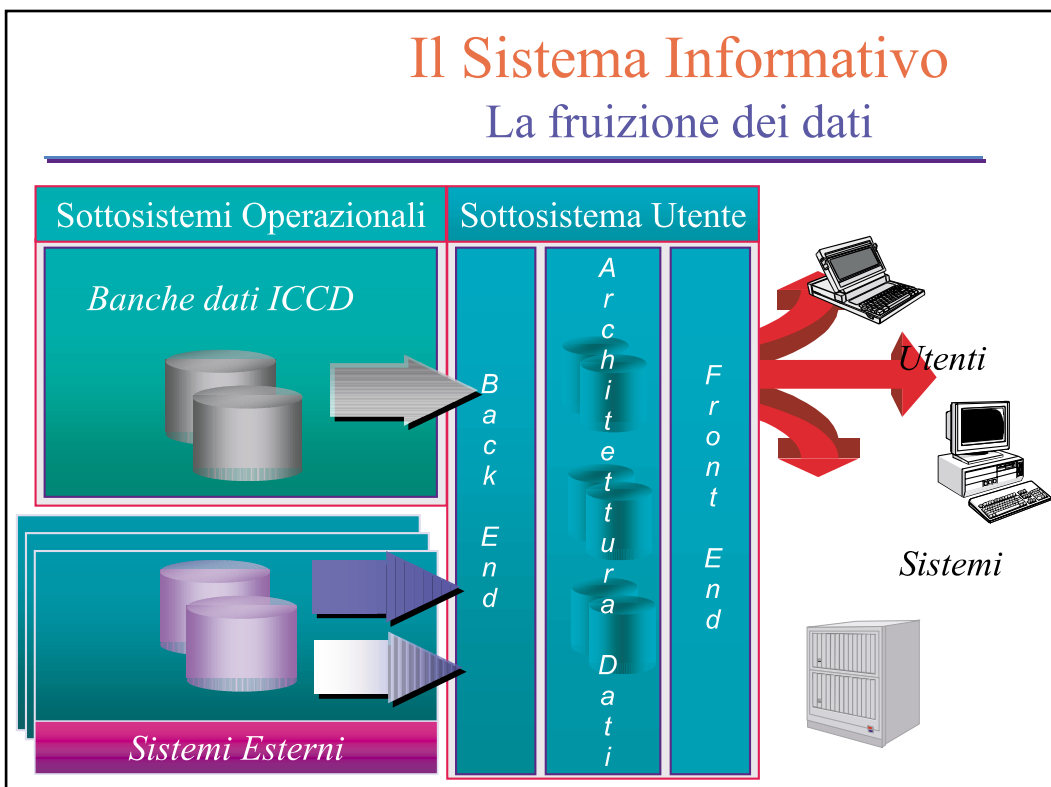 Il Sistema Informativo
La fruizione dei dati
Sottosistemi Operazionali
Sottosistema Utente
Banche dati ICCD
Back End
Architettura Dati
Front End
Utenti
Sistemi
Sistemi Esterni